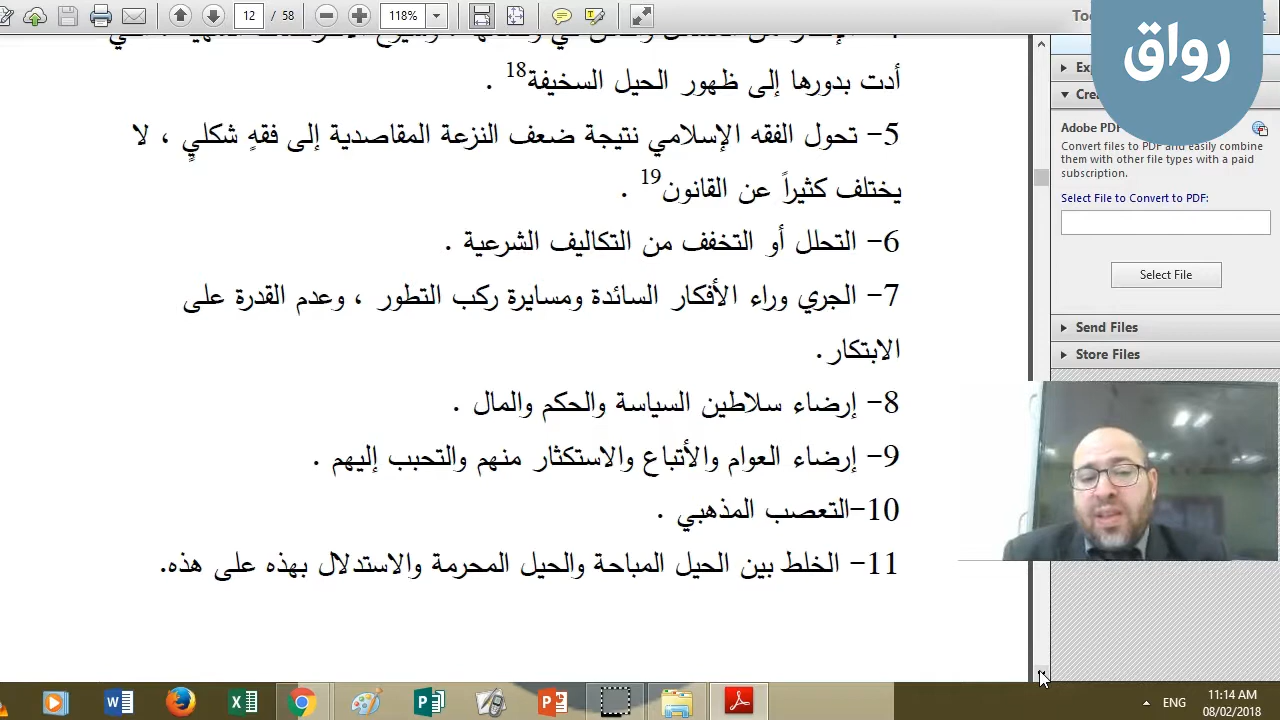 12 / 58
118%
رواق
أدت بدورها إلى ظهور الحيل السخيفة18 .
5- تحول الفقه الإسلامي نتيجة ضعف النزعة المقاصدية إلى فقهٍ شكليٍ ، لا
يختلف كثيراً عن القانون19 .
6- التحلل أو التخفف من التكاليف الشرعية .
7- الجري وراء الأفكار السائدة ومسايرة ركب التطور ، وعدم القدرة على
الابتكار.
8- إرضاء سلاطين السياسة والحكم والمال .
9- إرضاء العوام والأتباع والاستكثار منهم والتحبب إليهم .
10-التعصب المذهبي .
11- الخلط بين الحيل المباحة والحيل المحرمة والاستدلال بهذه على هذه.
Adobe PDF
Convert files to PDF and easily combine
them with other file types with a paid
subscription.
Select File to Convert to PDF:
Select File
Send Files
Store Files
ENG
11:14 AM
08/02/2018